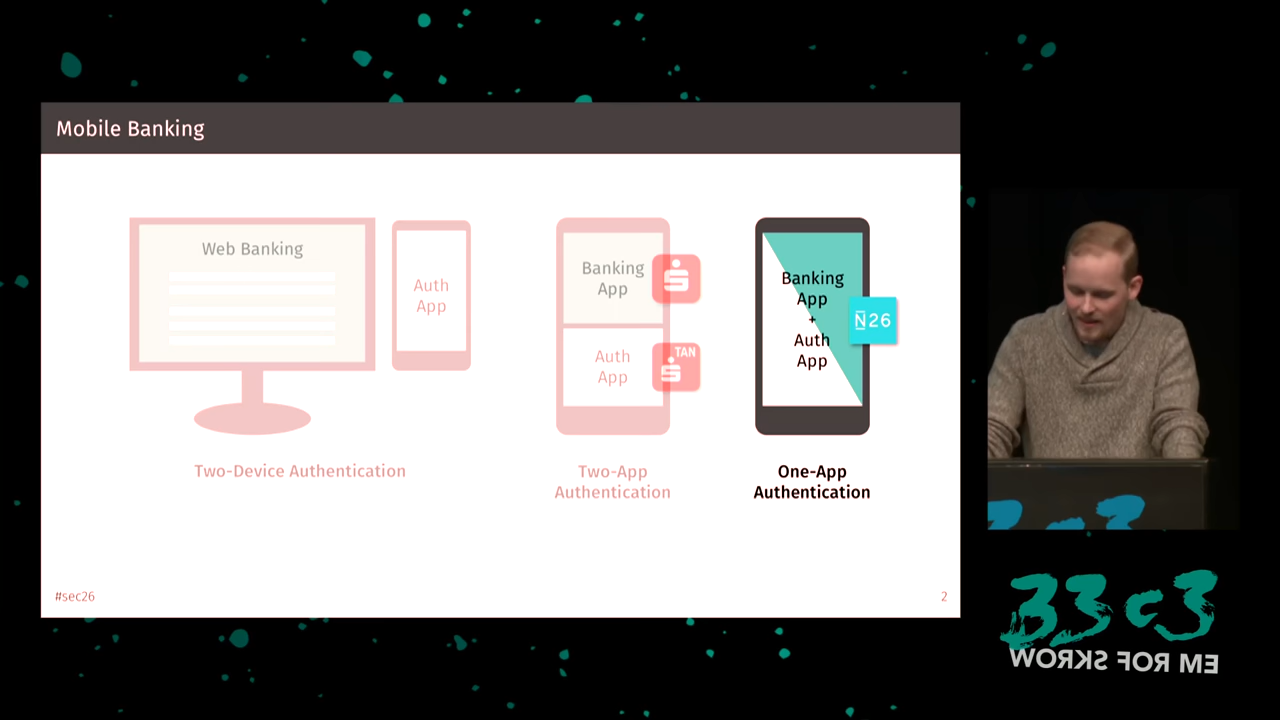 Mobile Banking
Web Banking
Auth
App
Banking
App
Auth
App
TAN
Banking
App
+
Auth
App
N26
Two-Device Authentication
Two-App
Authentication
One-App
Authentication
#sec26
2
33c3
WORKS FOR ME